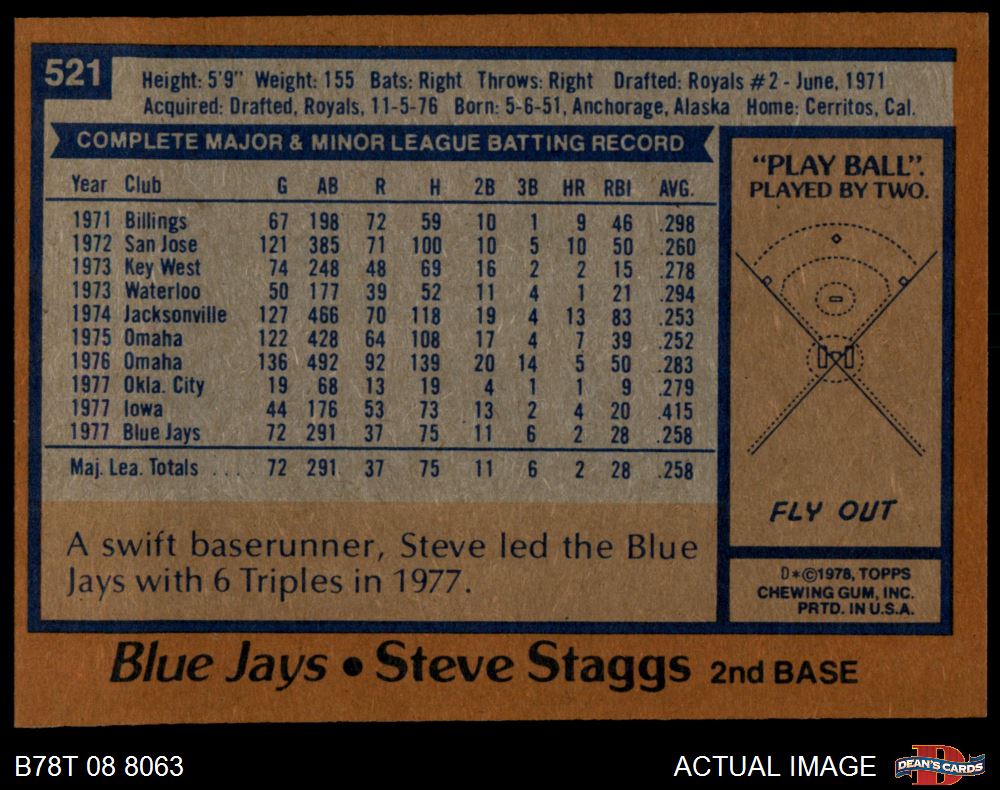 521
Height: 5'9" Weight: 155 Bats: Right Throws: Right Drafted: Royals #2 - June, 1971
Acquired: Drafted, Royals, 11-5-76 Born: 5-6-51, Anchorage, Alaska Home: Cerritos, Cal.
COMPLETE MAJOR & MINOR LEAGUE BATTING RECORD
Year Club G AB R H 2B 3B HR RBI AVG.
1971 Billings 67 198 72 59 10 1 9 46 .298
1972 San Jose 121 385 71 100 10 5 10 50 .260
1973 Key West 74 248 48 69 16 2 2 15 .278
1973 Waterloo 50 177 39 52 11 4 1 21 .294
1974 Jacksonville 127 466 70 118 19 4 13 83 .253
1975 Omaha 122 428 64 108 17 4 7 39 .252
1976 Omaha 136 492 92 139 20 14 5 50 .283
1977 Okla. City 19 68 13 19 4 1 1 9 .279
1977 Iowa 44 176 53 73 13 2 4 20 .415
1977 Blue Jays 72 291 37 75 11 6 2 28 .258
Maj. Lea. Totals .... 72 291 37 75 11 6 2 28 .258
A swift baserunner, Steve led the Blue
Jays with 6 Triples in 1977.
"PLAY BALL".
PLAYED BY TWO.
FLY OUT
D*©1978, TOPPS
CHEWING GUM, INC.
PRTD. IN U.S.A.
Blue Jays • Steve Staggs 2nd BASE
B78T 08 8063
ACTUAL IMAGE
DEAN'S CARDS